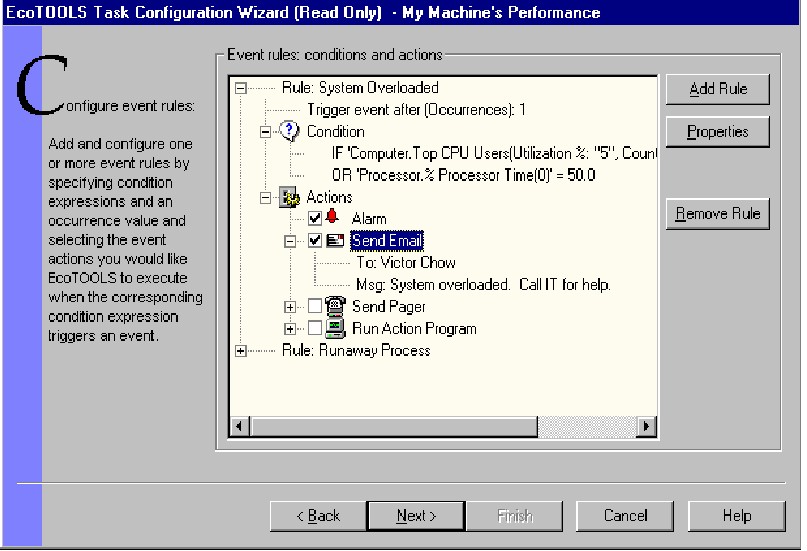 EcoTOOLS Task Configuration Wizard (Read Only) - My Machine's Performance
Configure event rules:
Add and configure one
or more event rules by
specifying condition
expressions and an
occurrence value and
selecting the event
actions you would like
EcoTOOLS to execute
when the corresponding
condition expression
triggers an event.
Event rules: conditions and actions
Rule: System Overloaded
Trigger event after (Occurrences): 1
Condition
IF 'Computer.Top CPU Users(Utilization %: "5", Count
OR 'Processor.% Processor Time(0)' = 50.0
Actions
Alarm
Send Email
To: Victor Chow
Msg: System overloaded.  Call IT for help.
Send Pager
Run Action Program
Rule: Runaway Process
Add Rule
Properties
Remove Rule
< Back
Next >
Finish
Cancel
Help